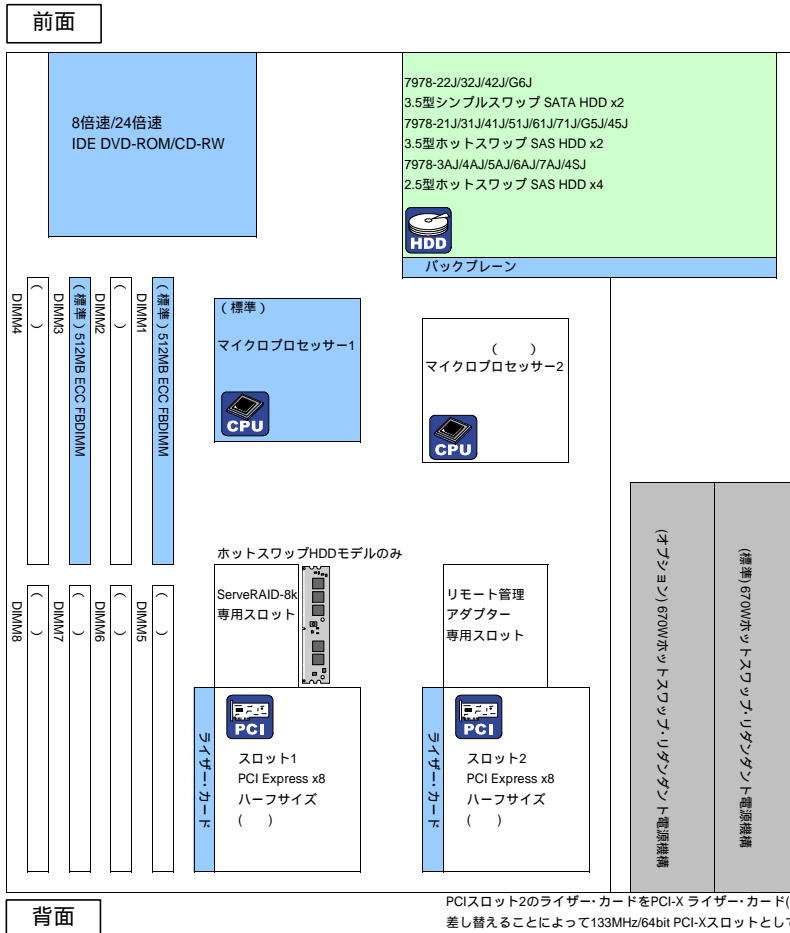 前面
8倍速/24倍速
IDE DVD-ROM/CD-RW
7978-22J/32J/42J/G6J
3.5型シンプルスワップ SATA HDD x2
7978-21J/31J/41J/51J/61J/71J/G5J/45J
3.5型ホットスワップ SAS HDD x2
7978-3AJ/4AJ/5AJ/6AJ/7AJ/4SJ
2.5型ホットスワップ SAS HDD x4
HDD
バックプレーン
DIMM4
( )
DIMM3
(標準) 512MB ECC FBDIMM
DIMM2
( )
DIMM1
(標準) 512MB ECC FBDIMM
(標準)
マイクロプロセッサー1
CPU
( )
マイクロプロセッサー2
CPU
ホットスワップHDDモデルのみ
ServeRAID-8k
専用スロット
リモート管理
アダプター
専用スロット
DIMM8
( )
DIMM7
( )
DIMM6
( )
DIMM5
( )
ライザー・カード
PCI
スロット1
PCI Express x8
ハーフサイズ
( )
ライザー・カード
PCI
スロット2
PCI Express x8
ハーフサイズ
( )
(オプション) 670Wホットスワップ・リダンダント電源機構
(標準) 670Wホットスワップ・リダンダント電源機構
PCIスロット2のライザー・カードをPCI-X ライザー・カード(
差し替えることによって133MHz/64bit PCI-Xスロットとして
背面